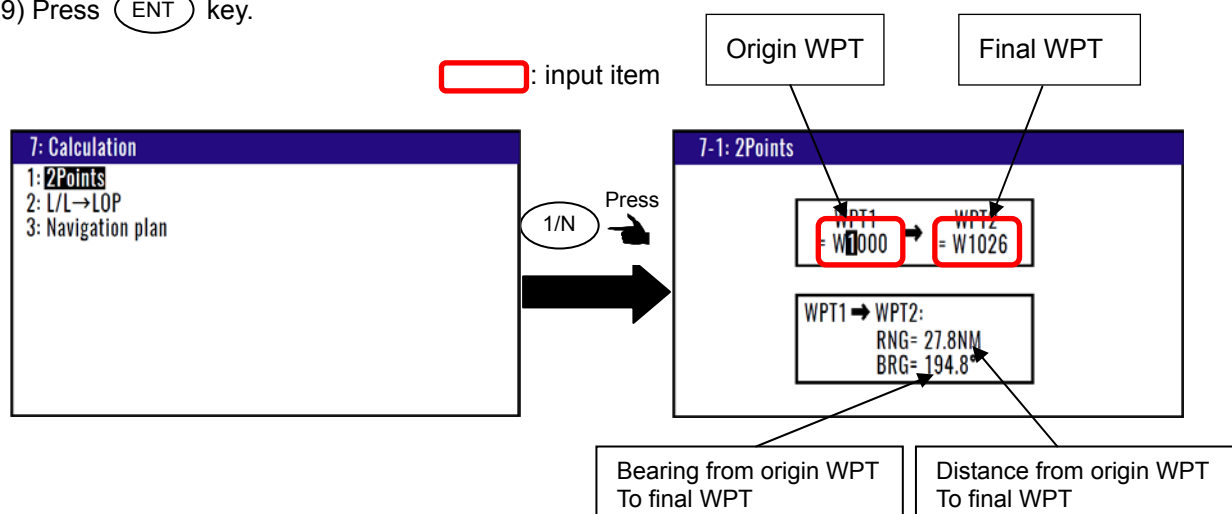 9) Press ENT key.
Origin WPT
Final WPT
: input item
7: Calculation
1: 2Points
2: L/L→LOP
3: Navigation plan
1/N
Press
7-1: 2Points
WPT1 ➡ WPT2
= W1000 = W1026
WPT1 ➡ WPT2:
RNG= 27.8NM
BRG= 194.8°
Bearing from origin WPT
To final WPT
Distance from origin WPT
To final WPT